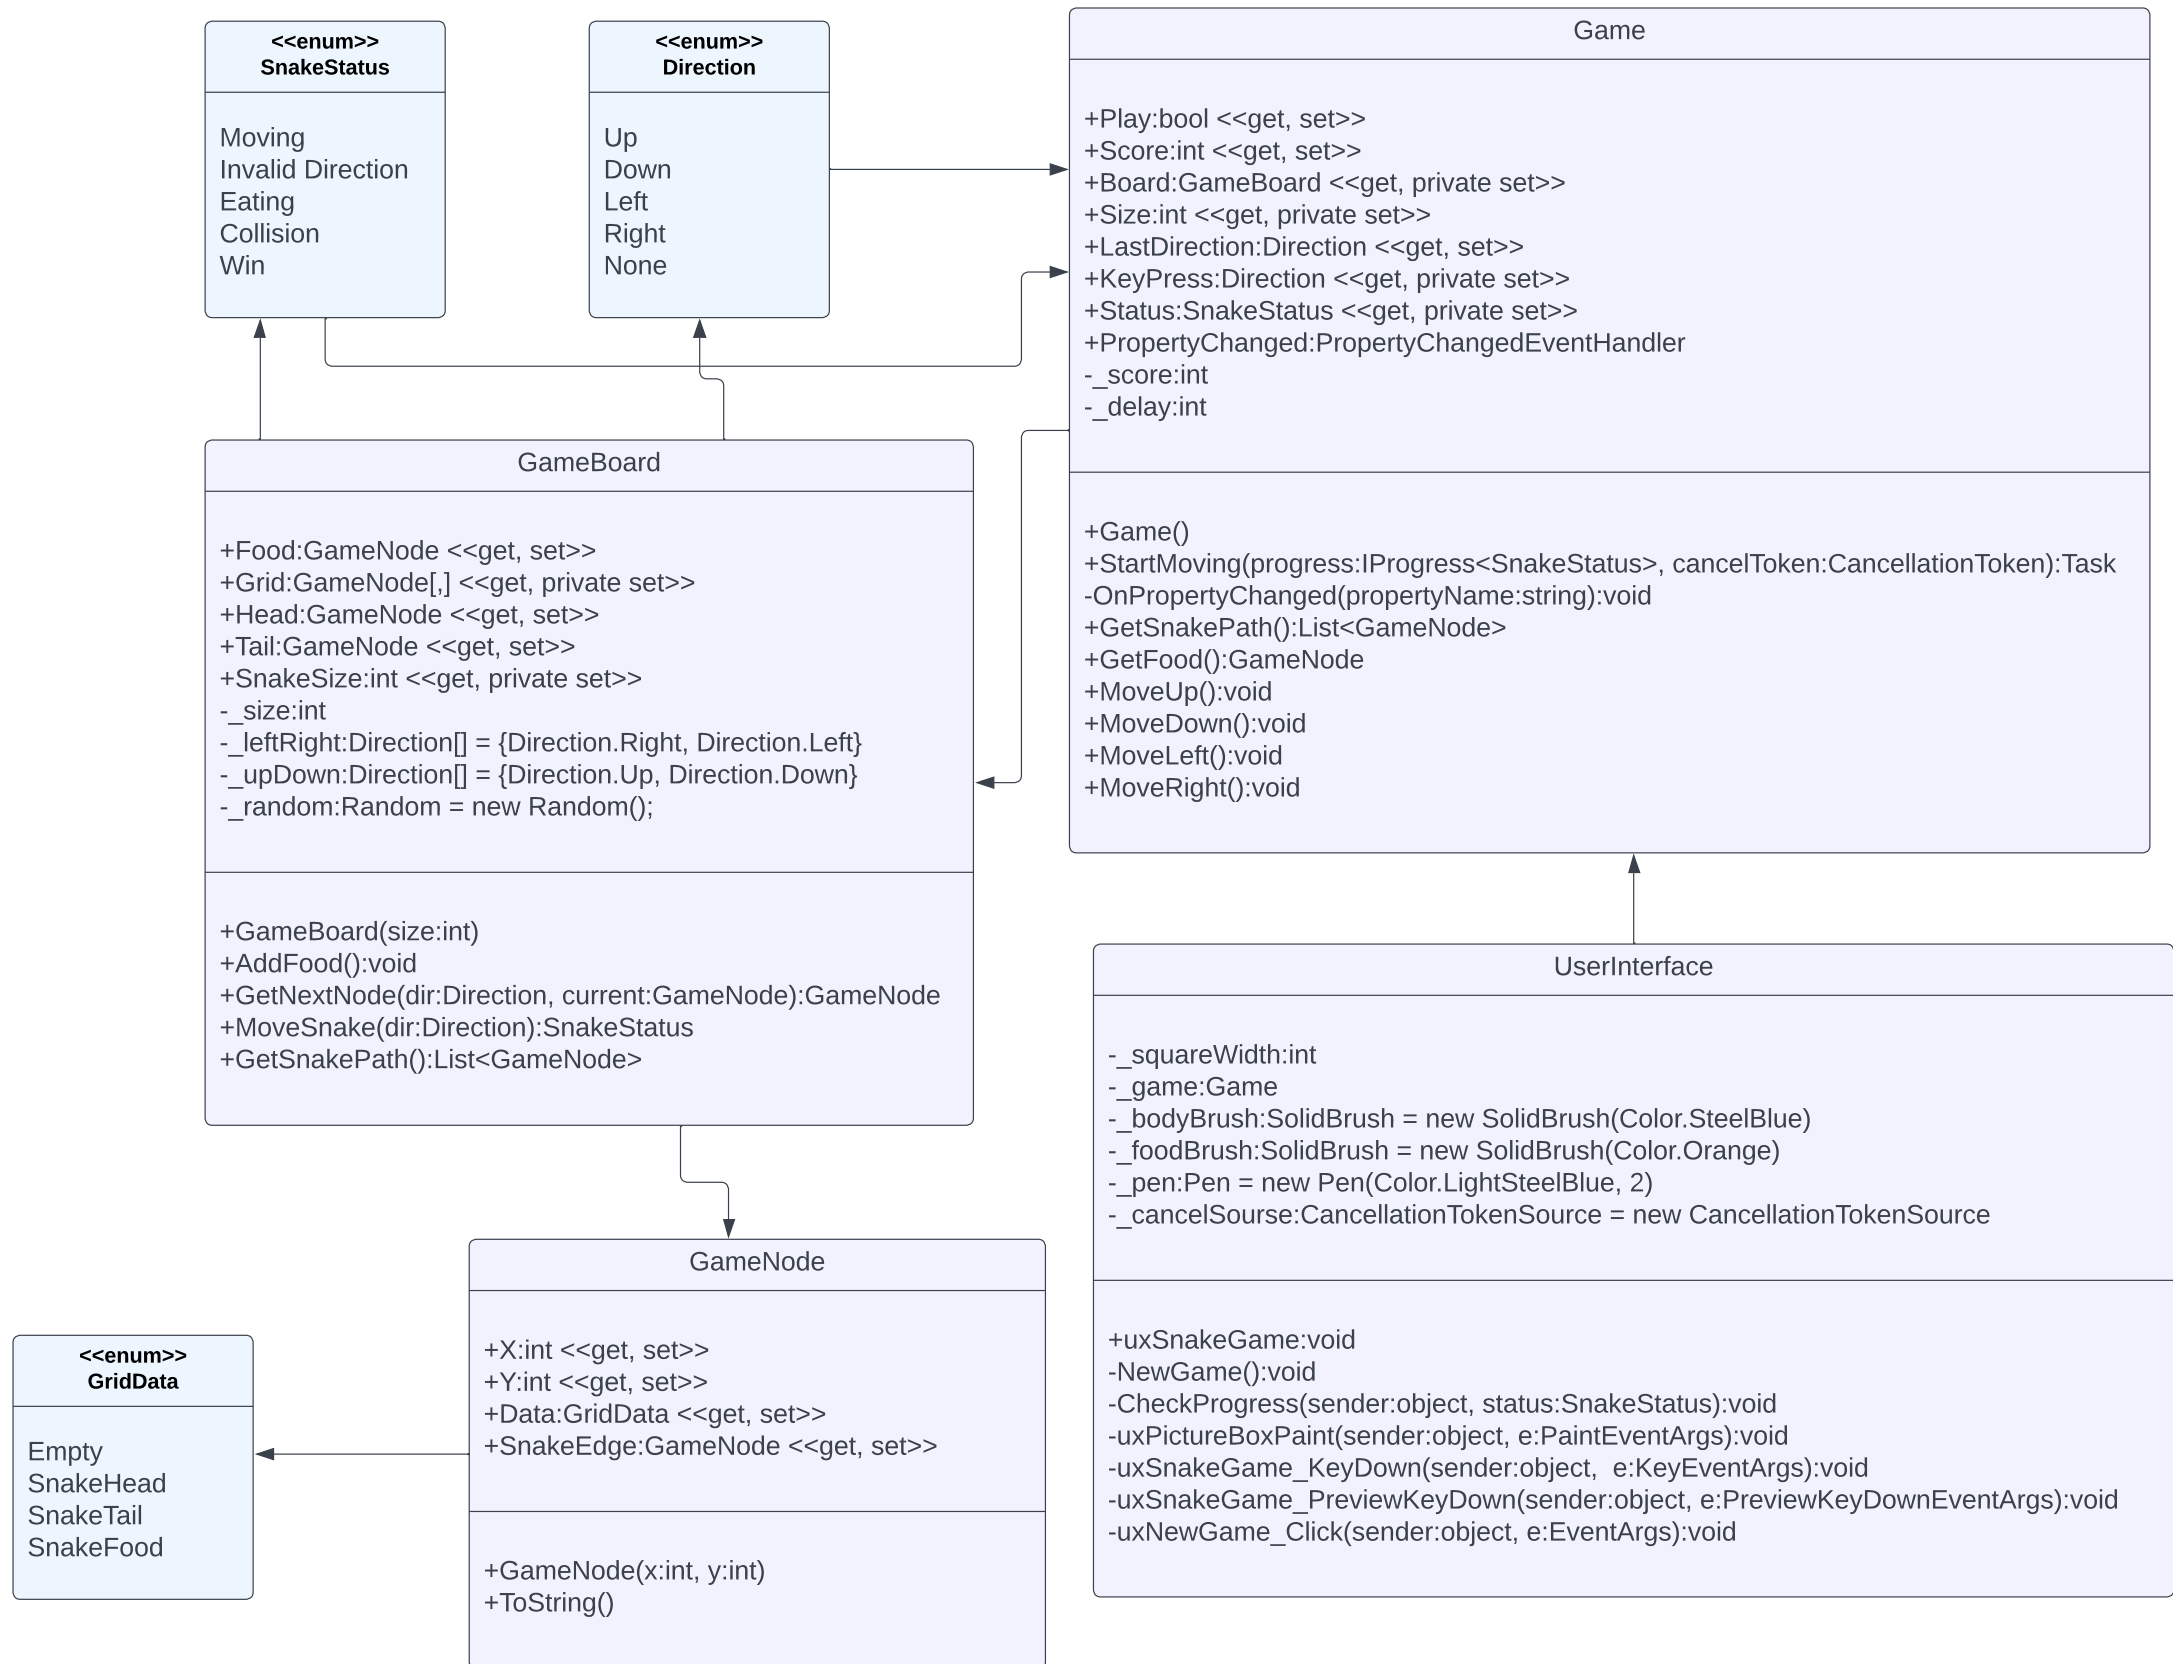 <<enum>>
SnakeStatus
Moving
Invalid Direction
Eating
Collision
Win
<<enum>>
Direction
Up
Down
Left
Right
None
Game
+Play:bool <<get, set>>
+Score:int <<get, set>>
+Board:GameBoard <<get, private set>>
+Size:int <<get, private set>>
+LastDirection:Direction <<get, set>>
+KeyPress:Direction <<get, private set>>
+Status:SnakeStatus <<get, private set>>
+PropertyChanged:PropertyChangedEventHandler
-_score:int
-_delay:int
+Game()
+StartMoving(progress:IProgress<SnakeStatus>, cancelToken:CancellationToken):Task
-OnPropertyChanged(propertyName:string):void
+GetSnakePath():List<GameNode>
+GetFood():GameNode
+MoveUp():void
+MoveDown():void
+MoveLeft():void
+MoveRight():void
GameBoard
+Food:GameNode <<get, set>>
+Grid:GameNode[,] <<get, private set>>
+Head:GameNode <<get, set>>
+Tail:GameNode <<get, set>>
+SnakeSize:int <<get, private set>>
-_size:int
-_leftRight:Direction[] = {Direction.Right, Direction.Left}
-_upDown:Direction[] = {Direction.Up, Direction.Down}
-_random:Random = new Random();
+GameBoard(size:int)
+AddFood():void
+GetNextNode(dir:Direction, current:GameNode):GameNode
+MoveSnake(dir:Direction):SnakeStatus
+GetSnakePath():List<GameNode>
UserInterface
-_squareWidth:int
-_game:Game
-_bodyBrush:SolidBrush = new SolidBrush(Color.SteelBlue)
-_foodBrush:SolidBrush = new SolidBrush(Color.Orange)
-_pen:Pen = new Pen(Color.LightSteelBlue, 2)
-_cancelSourse:CancellationTokenSource = new CancellationTokenSource
+uxSnakeGame:void
-NewGame():void
-CheckProgress(sender:object, status:SnakeStatus):void
-uxPictureBoxPaint(sender:object, e:PaintEventArgs):void
-uxSnakeGame_KeyDown(sender:object,  e:KeyEventArgs):void
-uxSnakeGame_PreviewKeyDown(sender:object, e:PreviewKeyDownEventArgs):void
-uxNewGame_Click(sender:object, e:EventArgs):void
GameNode
+X:int <<get, set>>
+Y:int <<get, set>>
+Data:GridData <<get, set>>
+SnakeEdge:GameNode <<get, set>>
+GameNode(x:int, y:int)
+ToString()
<<enum>>
GridData
Empty
SnakeHead
SnakeTail
SnakeFood